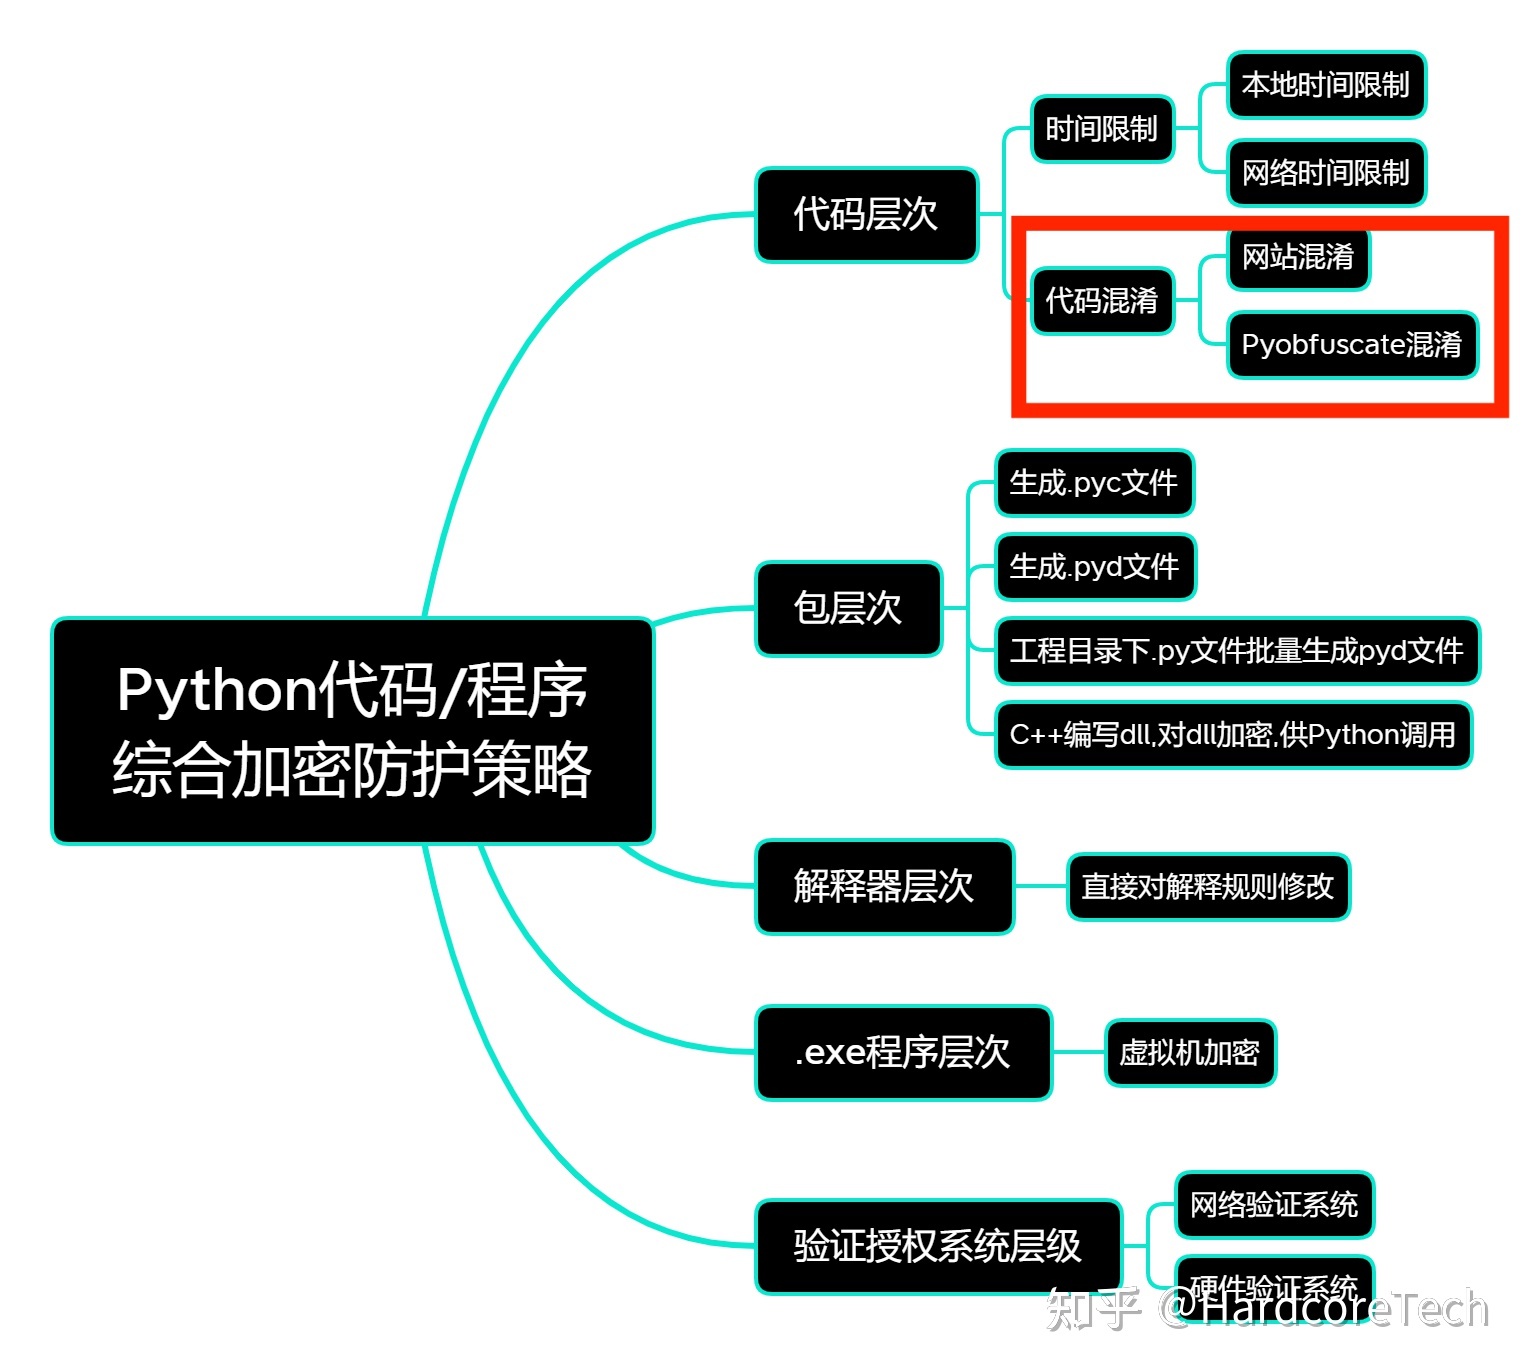 Python代码/程序
综合加密防护策略
代码层次
时间限制
本地时间限制
网络时间限制
代码混淆
网站混淆
Pyobfuscate混淆
包层次
生成.pyc文件
生成.pyd文件
工程目录下.py文件批量生成pyd文件
C++编写dll,对dll加密,供Python调用
解释器层次
直接对解释规则修改
.exe程序层次
虚拟机加密
验证授权系统层级
网络验证系统
硬件验证系统
知乎 @HardcoreTech